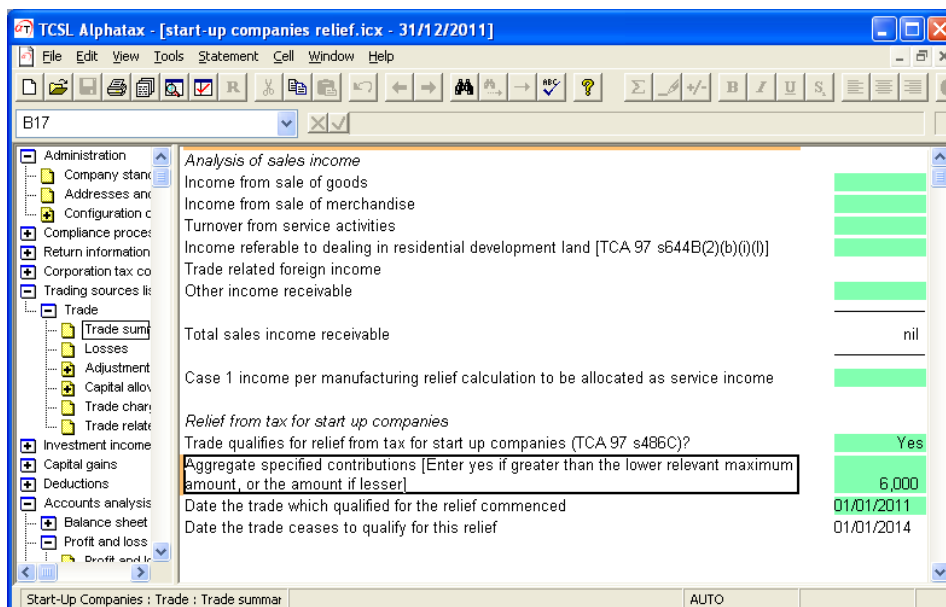 TCSL Alphatax - [start-up companies relief.icx - 31/12/2011]
File Edit View Tools Statement Cell Window Help
R ABC ? Σ +/- B I U S
B17
Administration
Company stand
Addresses and
Configuration c
Compliance proces
Return information
Corporation tax co
Trading sources lis
Trade
Trade summ
Losses
Adjustment
Capital allov
Trade charg
Trade relate
Investment income
Capital gains
Deductions
Accounts analysis
Balance sheet
Profit and loss
Profit and lo
Analysis of sales income
Income from sale of goods
Income from sale of merchandise
Turnover from service activities
Income referable to dealing in residential development land [TCA 97 s644B(2)(b)(i)(I)]
Trade related foreign income
Other income receivable
Total sales income receivable nil
Case 1 income per manufacturing relief calculation to be allocated as service income
Relief from tax for start up companies
Trade qualifies for relief from tax for start up companies (TCA 97 s486C)? Yes
Aggregate specified contributions [Enter yes if greater than the lower relevant maximum
amount, or the amount if lesser] 6,000
Date the trade which qualified for the relief commenced 01/01/2011
Date the trade ceases to qualify for this relief 01/01/2014
Start-Up Companies : Trade : Trade summar AUTO